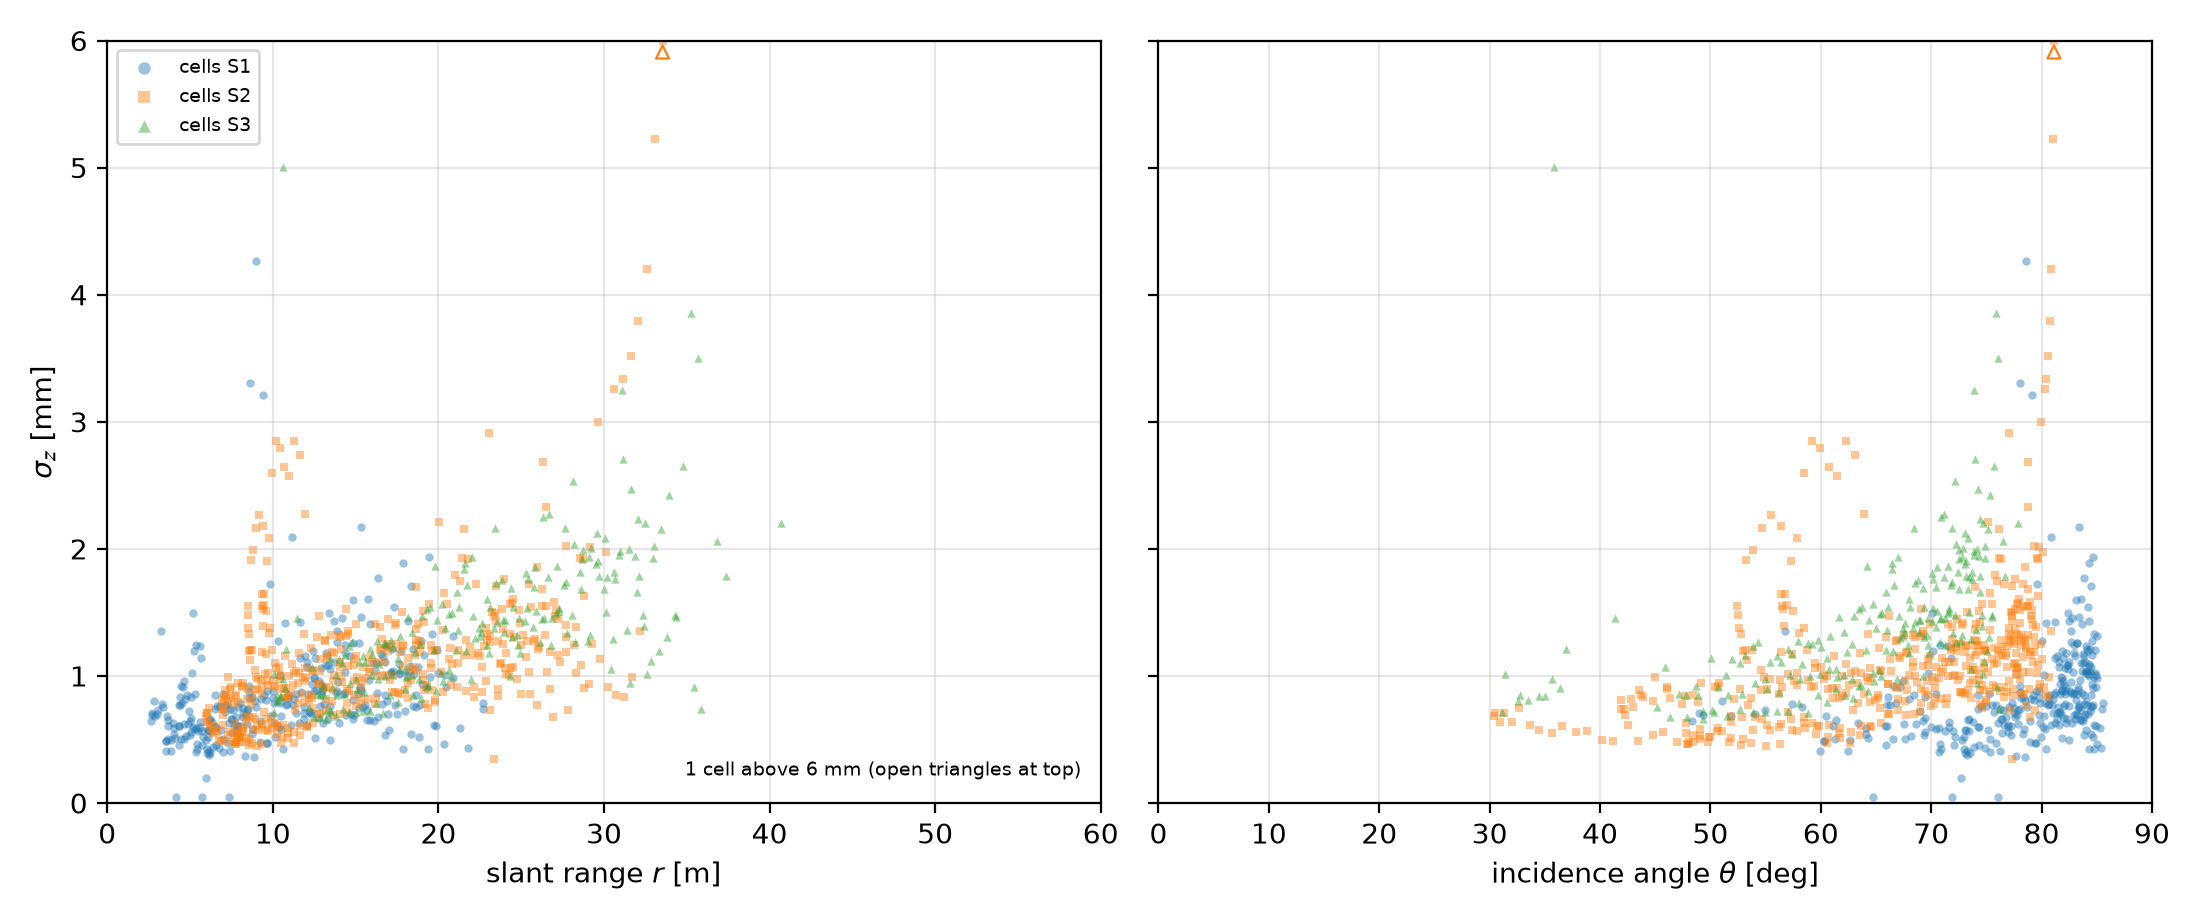 6
5
4
3
2
1
0
σz [mm]
cells S1
cells S2
cells S3
1 cell above 6 mm (open triangles at top)
0 10 20 30 40 50 60
slant range r [m]
0 10 20 30 40 50 60 70 80 90
incidence angle θ [deg]